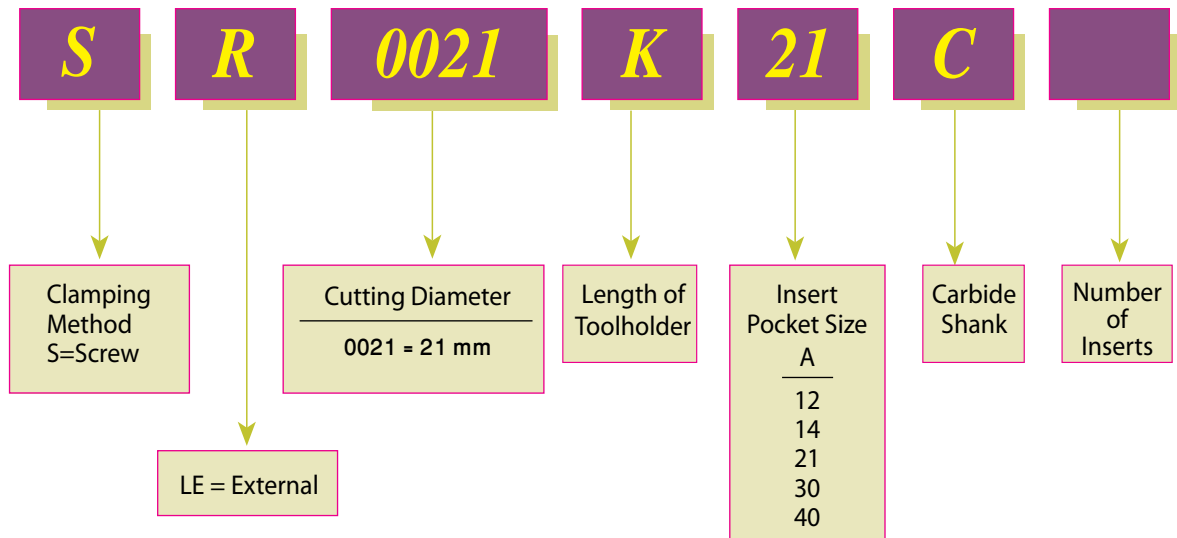 S R 0021 K 21 C
Clamping
Method
S=Screw
LE = External
Cutting Diameter
0021 = 21 mm
Length of
Toolholder
Insert
Pocket Size
A
12
14
21
30
40
Carbide
Shank
Number
of
Inserts